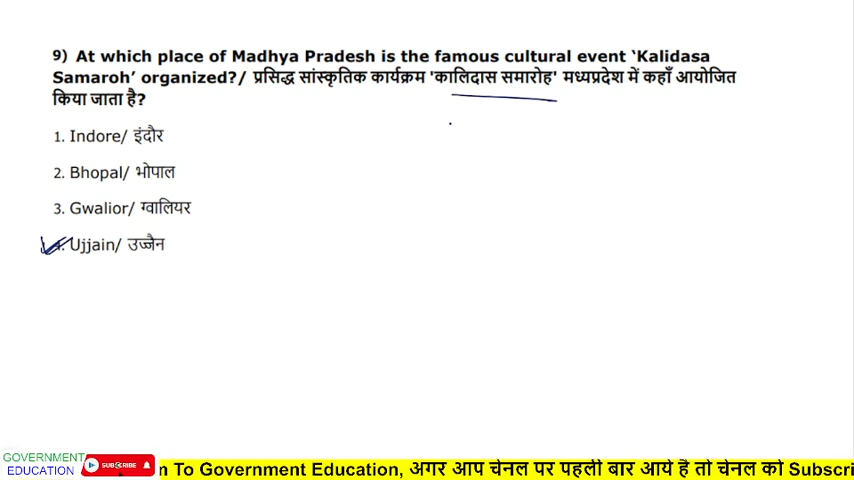 9) At which place of Madhya Pradesh is the famous cultural event ‘Kalidasa
Samaroh’ organized?/ प्रसिद्ध सांस्कृतिक कार्यक्रम 'कालिदास समारोह' मध्यप्रदेश में कहाँ आयोजित
किया जाता है?
1. Indore/ इंदौर
2. Bhopal/ भोपाल
3. Gwalior/ ग्वालियर
4. Ujjain/ उज्जैन
GOVERNMENT
EDUCATION
SUBSCRIBE
To Government Education, अगर आप चेनल पर पहली बार आये है तो चेनल को Subscri